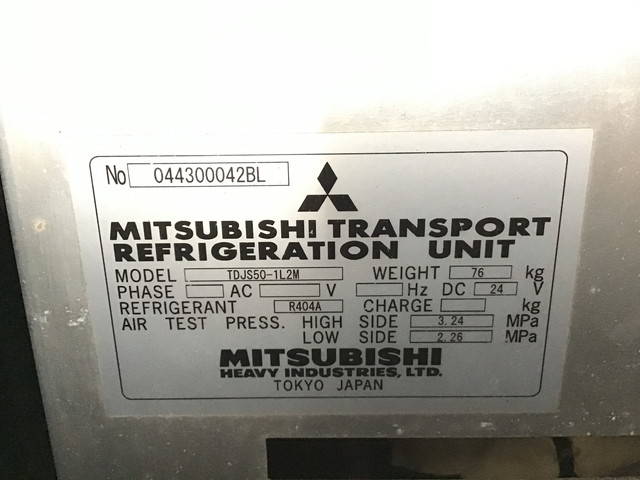 No 044300042BL
MITSUBISHI TRANSPORT
REFRIGERATION UNIT
MODEL TDJS50-1L2M WEIGHT 76 kg
PHASE AC V Hz DC 24 V
REFRIGERANT R404A CHARGE kg
AIR TEST PRESS. HIGH SIDE 3.24 MPa
LOW SIDE 2.26 MPa
MITSUBISHI
HEAVY INDUSTRIES, LTD.
TOKYO JAPAN